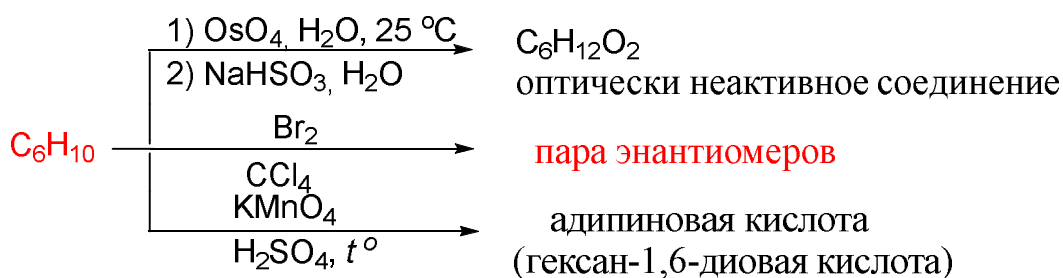 1) OsO₄, H₂O, 25 °C
2) NaHSO₃, H₂O
C₆H₁₂O₂
оптически неактивное соединение
C₆H₁₀
Br₂
CCl₄
пара энантиомеров
KMnO₄
H₂SO₄, t °
адипиновая кислота
(гексан-1,6-диовая кислота)